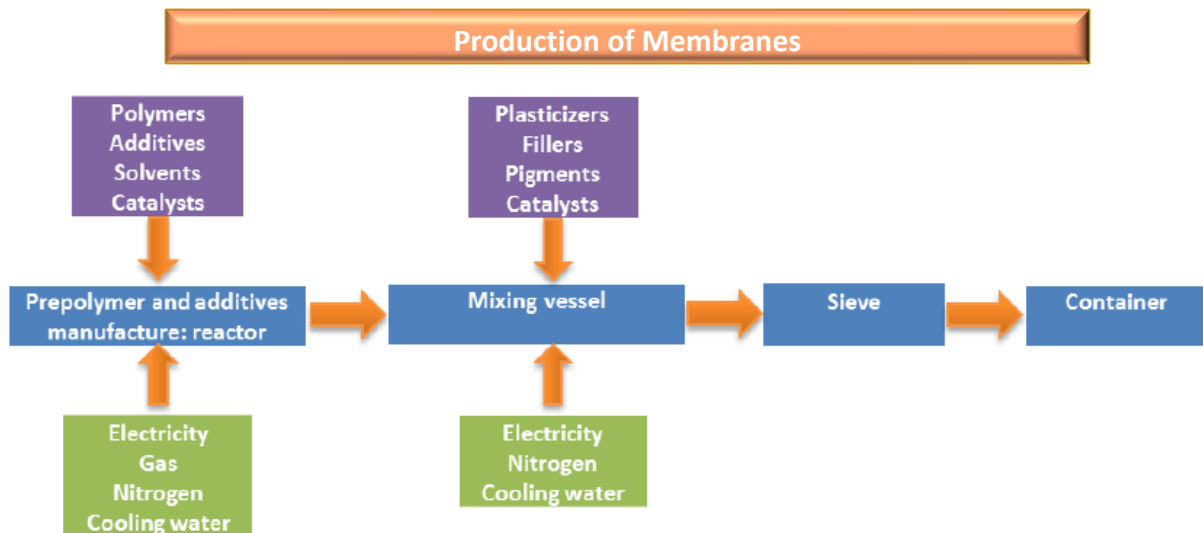 Production of Membranes
Polymers
Additives
Solvents
Catalysts
Plasticizers
Fillers
Pigments
Catalysts
Prepolymer and additives
manufacture: reactor
Mixing vessel
Sieve
Container
Electricity
Gas
Nitrogen
Cooling water
Electricity
Nitrogen
Cooling water